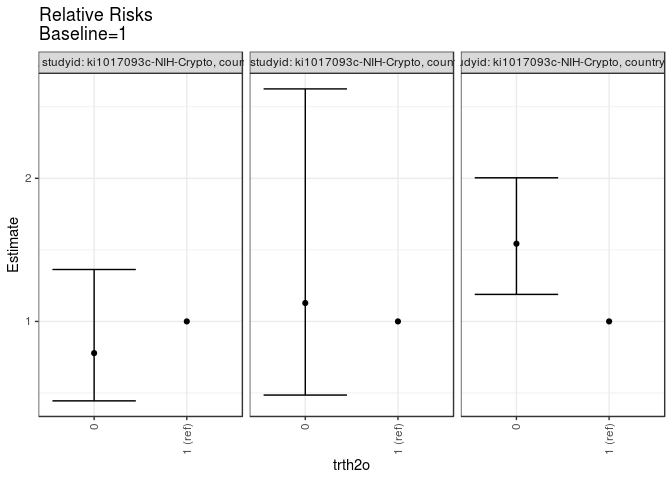 Relative Risks
Baseline=1
studyid: ki1017093c-NIH-Crypto, coun
studyid: ki1017093c-NIH-Crypto, coun
udyid: ki1017093c-NIH-Crypto, country
Estimate
2
1
0
1 (ref)
0
1 (ref)
0
1 (ref)
trth2o